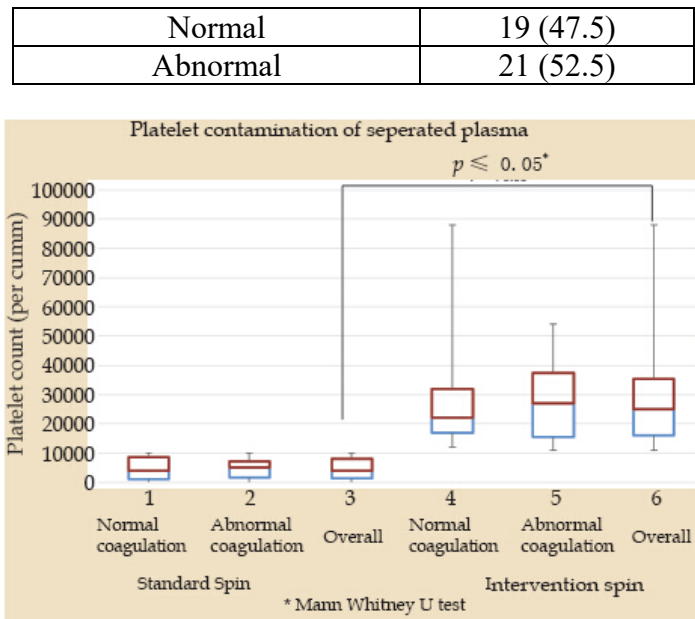 Normal 19 (47.5)
Abnormal 21 (52.5)
Platelet contamination of seperated plasma
p ≤ 0.05*
Platelet count (per cumm)
100000
90000
80000
70000
60000
50000
40000
30000
20000
10000
0
1 2 3 4 5 6
Normal coagulation
Abnormal coagulation
Overall
Normal coagulation
Abnormal coagulation
Overall
Standard Spin
Intervention spin
* Mann Whitney U test